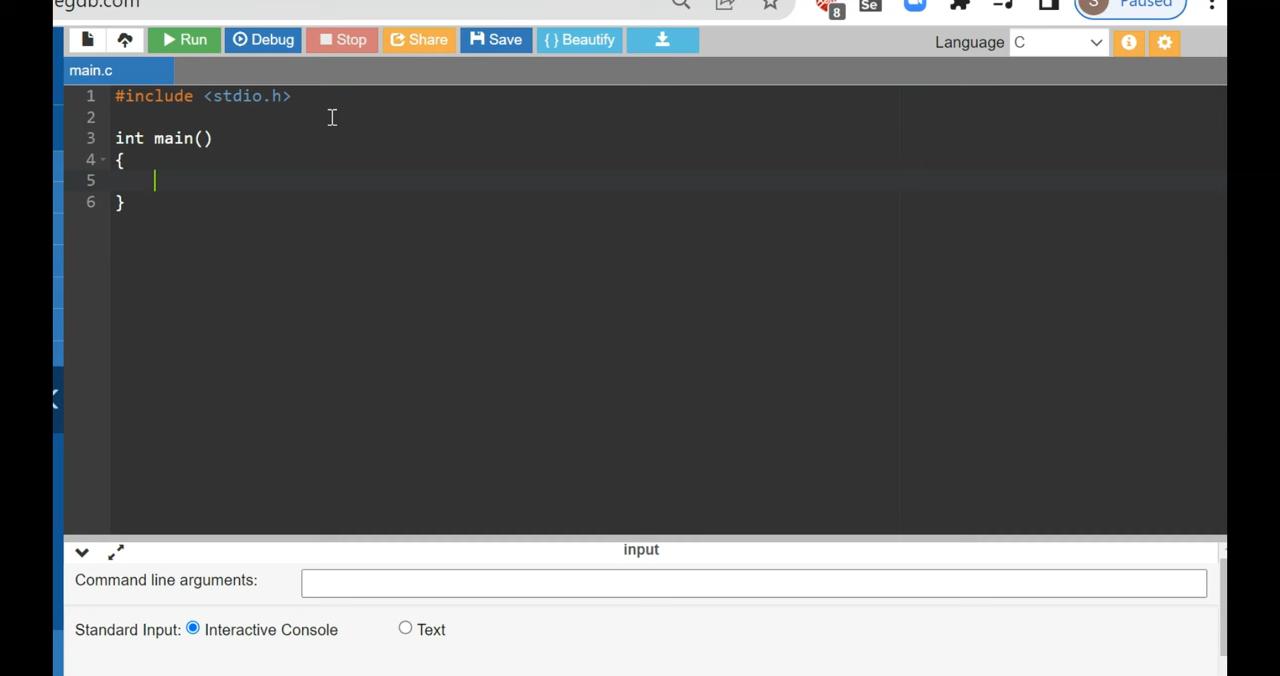 egdb.com
8
Se
S
Paused
Run
Debug
Stop
Share
Save
{ } Beautify
Language C
main.c
1 #include <stdio.h>
2
3 int main()
4 {
5
6 }
input
Command line arguments:
Standard Input: Interactive Console Text